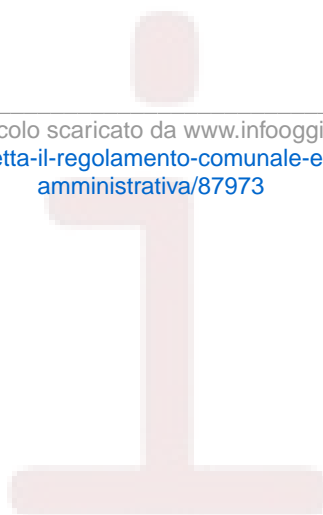 colo scaricato da www.infooggi
etta-il-regolamento-comunale-e
amministrativa/87973